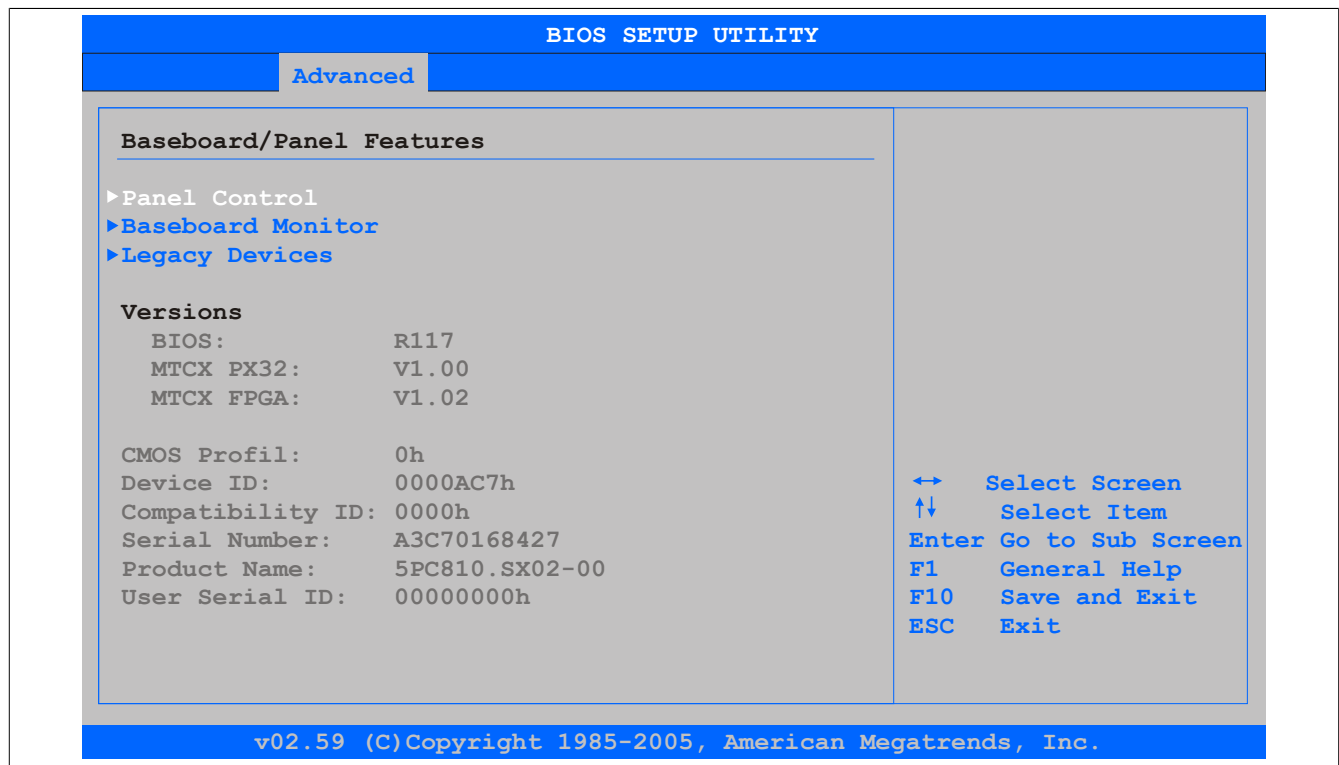 BIOS SETUP UTILITY
Advanced
Baseboard/Panel Features
Panel Control
Baseboard Monitor
Legacy Devices
Versions
BIOS: R117
MTCX PX32: V1.00
MTCX FPGA: V1.02
CMOS Profil: 0h
Device ID: 0000AC7h
Compatibility ID: 0000h
Serial Number: A3C70168427
Product Name: 5PC810.SX02-00
User Serial ID: 00000000h
↔ Select Screen
↑↓ Select Item
Enter Go to Sub Screen
F1 General Help
F10 Save and Exit
ESC Exit
v02.59 (C)Copyright 1985-2005, American Megatrends, Inc.